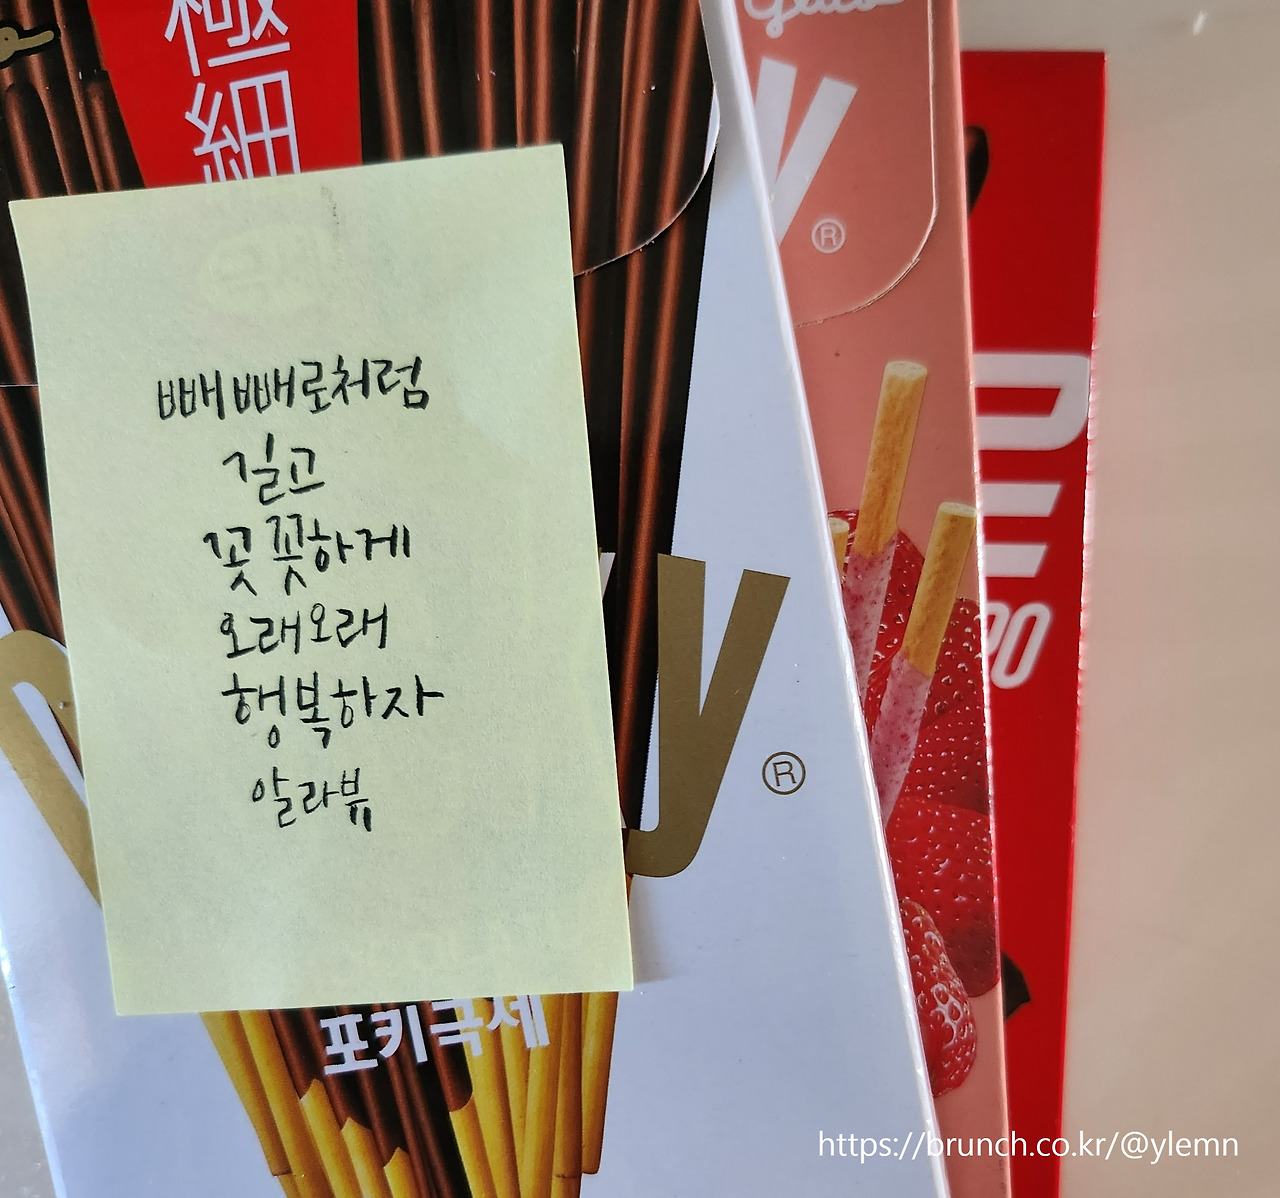 極細
glico
y
®
빼빼로처럼
길고
꼿꼿하게
오래오래
행복하자
알라뷰
y
®
포키극세
https://brunch.co.kr/@ylemn